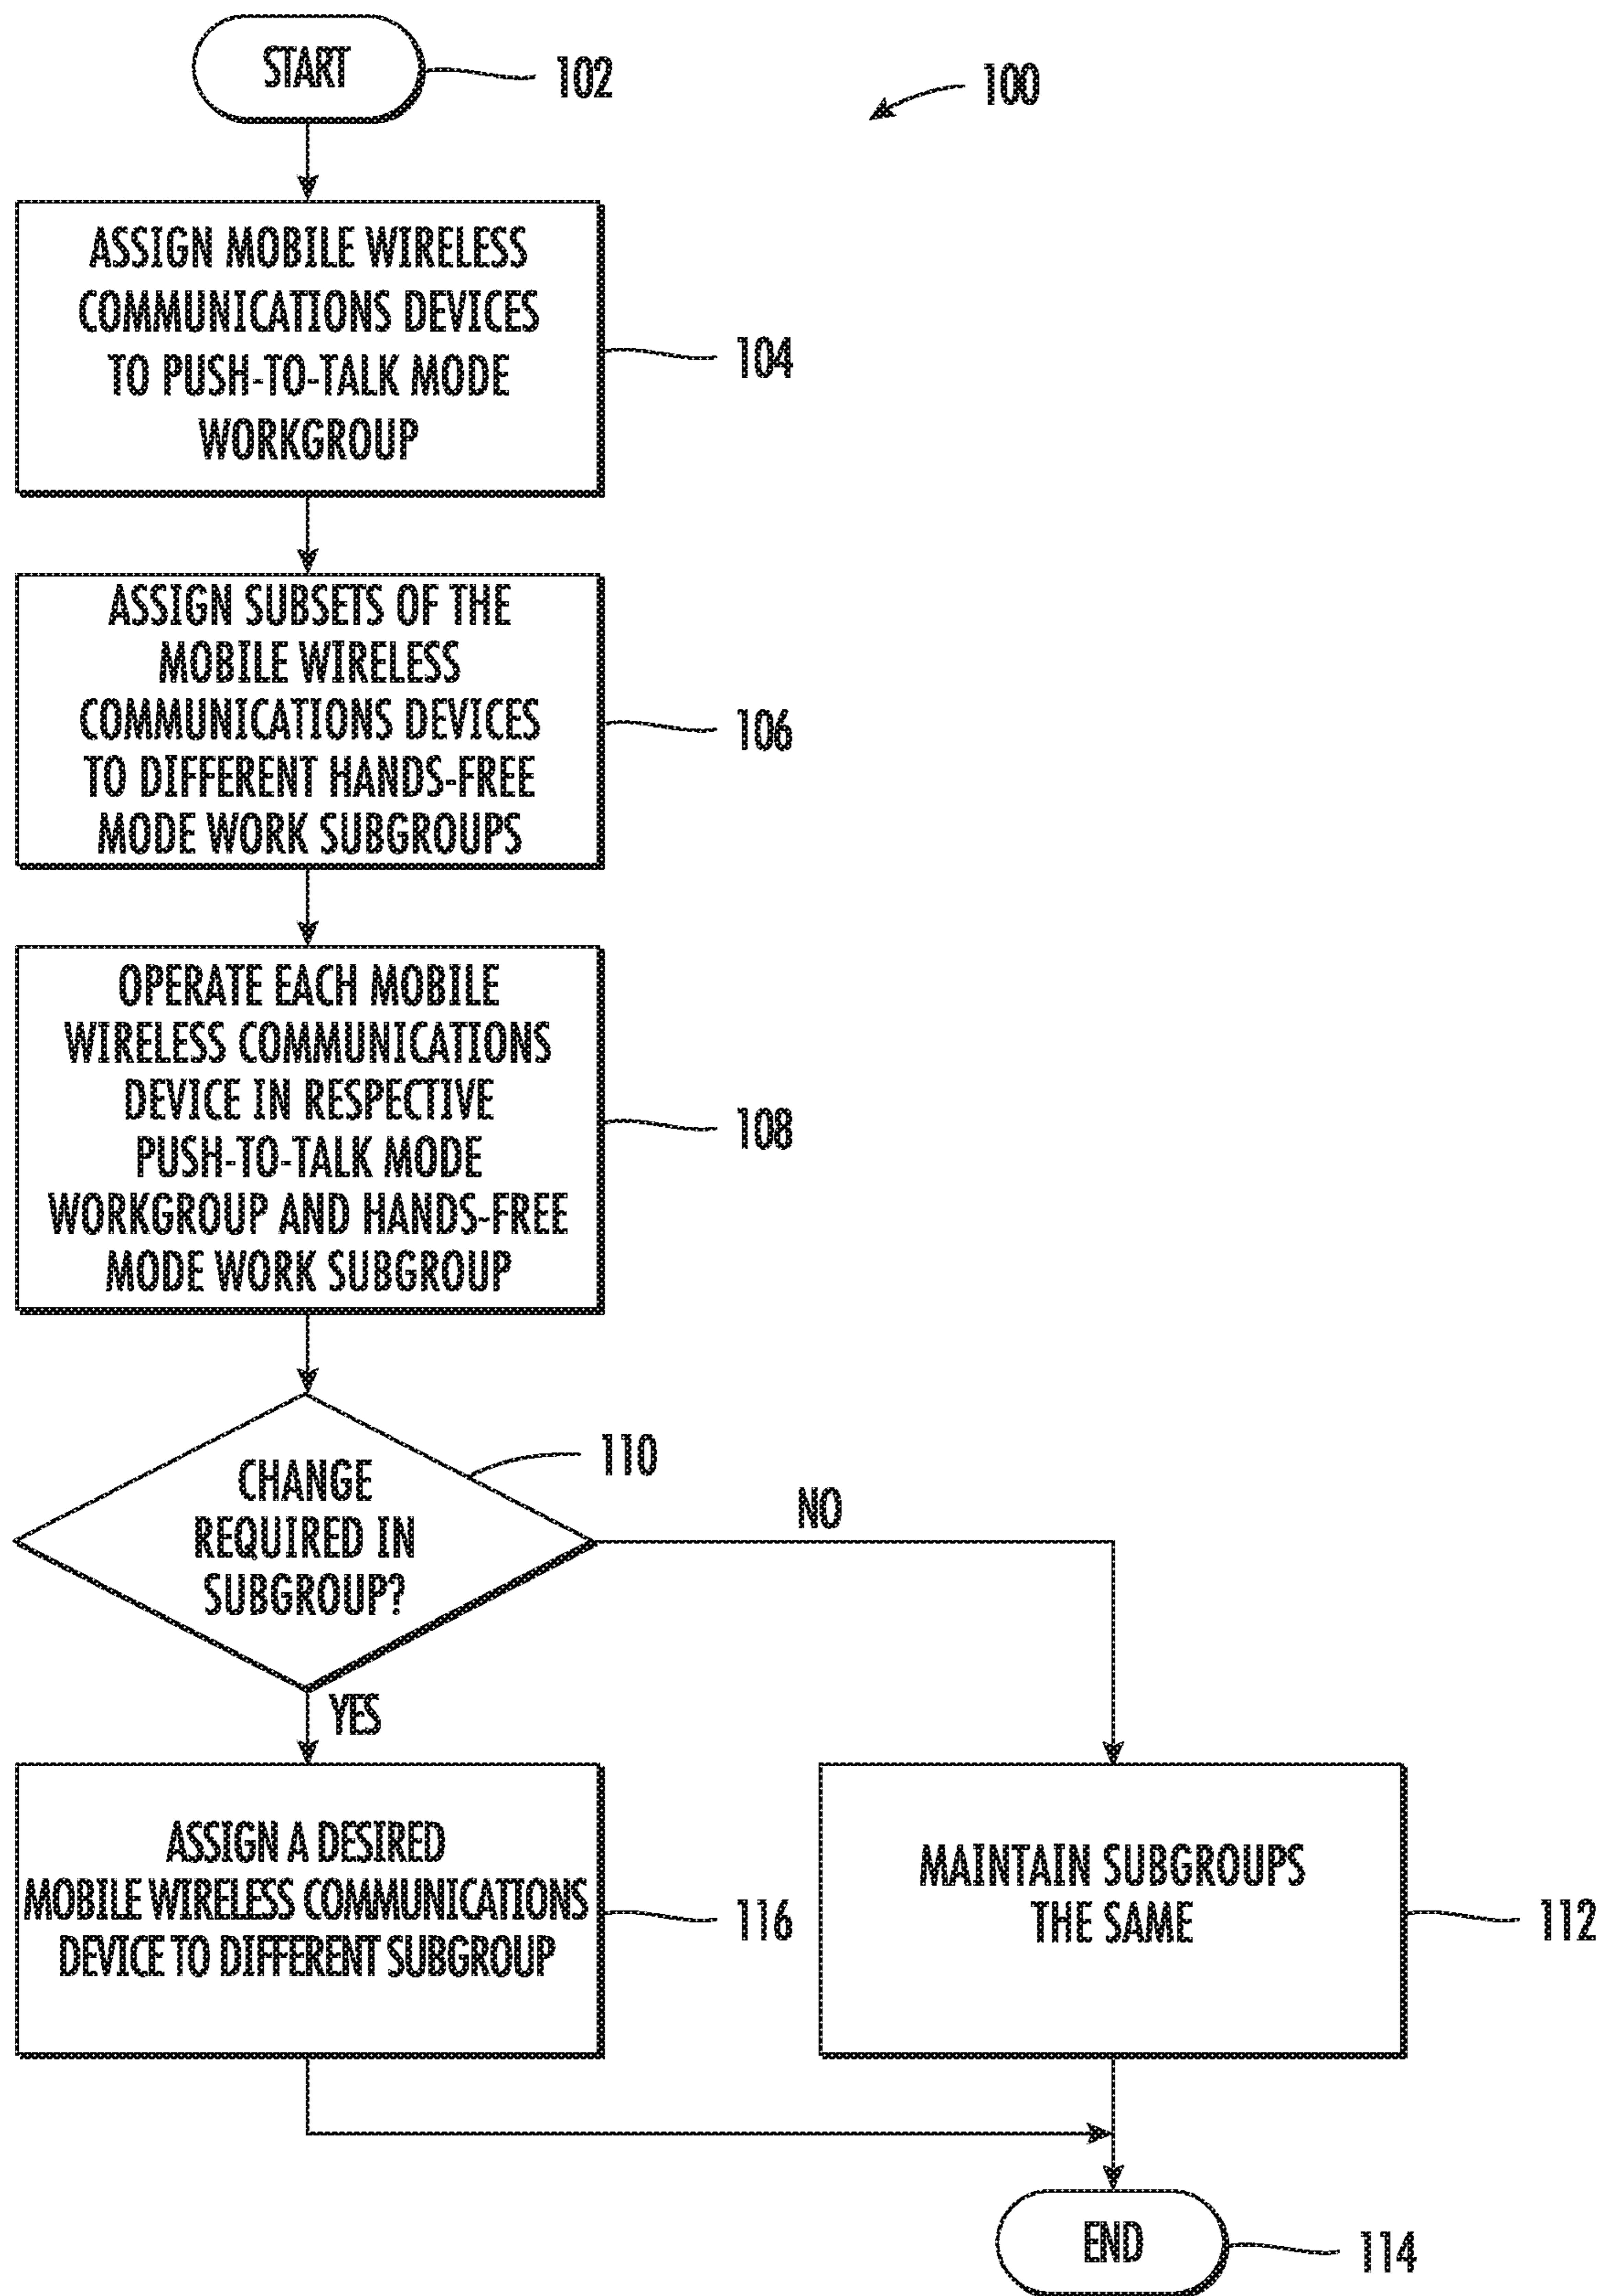 START
102
100
ASSIGN MOBILE WIRELESS
COMMUNICATIONS DEVICES
TO PUSH-TO-TALK MODE
WORKGROUP
104
ASSIGN SUBSETS OF THE
MOBILE WIRELESS
COMMUNICATIONS DEVICES
TO DIFFERENT HANDS-FREE
MODE WORK SUBGROUPS
106
OPERATE EACH MOBILE
WIRELESS COMMUNICATIONS
DEVICE IN RESPECTIVE
PUSH-TO-TALK MODE
WORKGROUP AND HANDS-FREE
MODE WORK SUBGROUP
108
CHANGE
REQUIRED IN
SUBGROUP?
110
NO
YES
ASSIGN A DESIRED
MOBILE WIRELESS COMMUNICATIONS
DEVICE TO DIFFERENT SUBGROUP
116
MAINTAIN SUBGROUPS
THE SAME
112
END
114